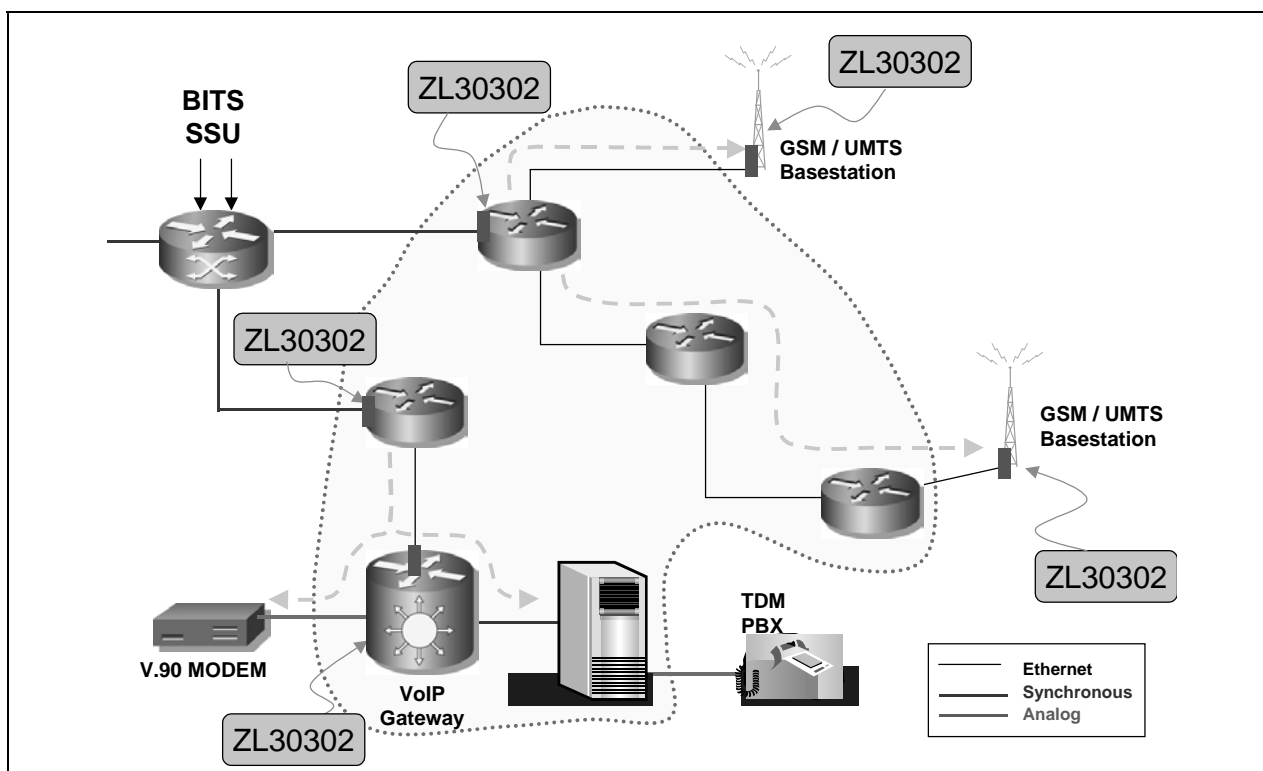 ZL30302
ZL30302
BITS
SSU
GSM / UMTS
Basestation
ZL30302
GSM / UMTS
Basestation
ZL30302
TDM
PBX
V.90 MODEM
VoIP
Gateway
ZL30302
Ethernet
Synchronous
Analog